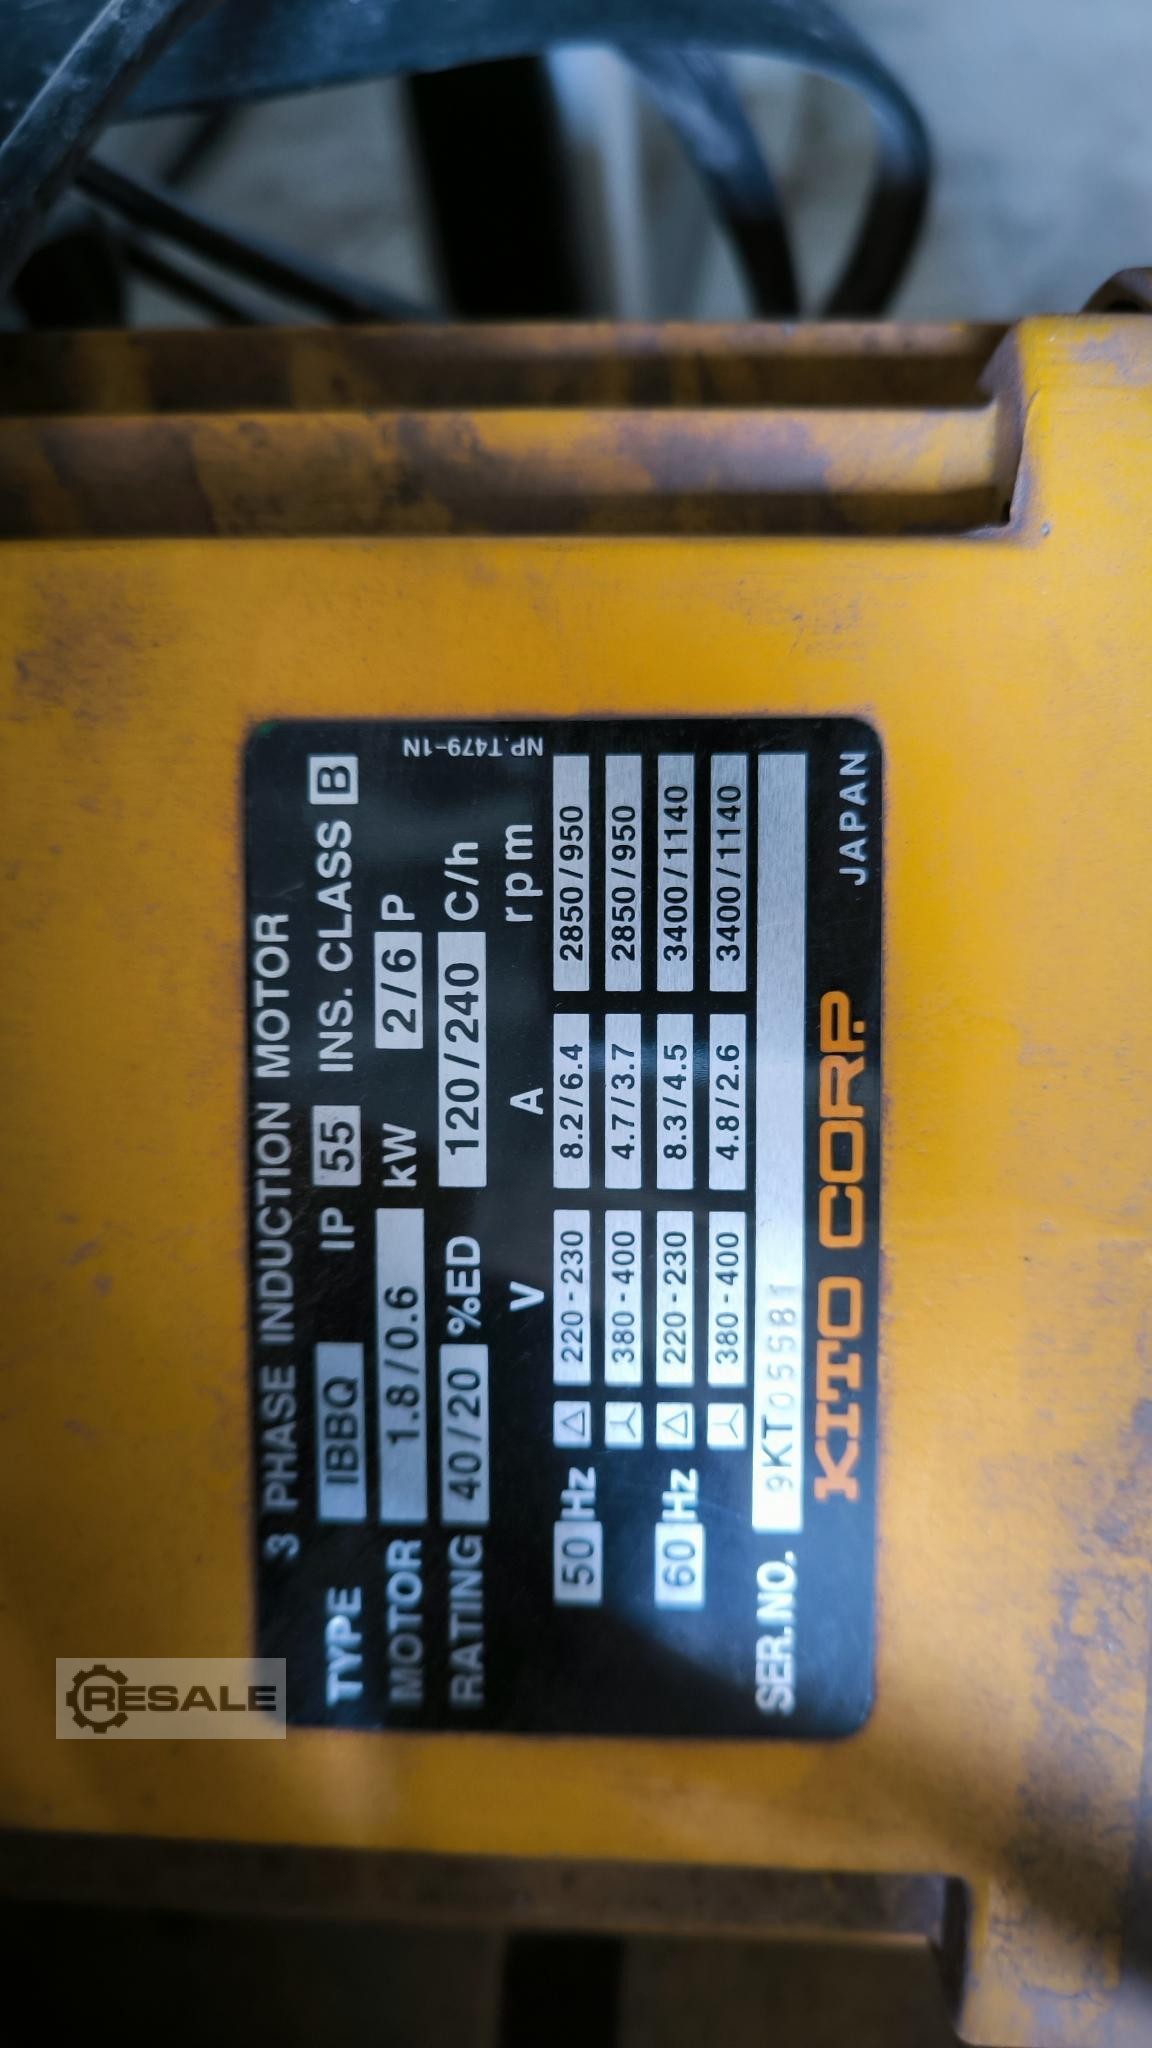 3 PHASE INDUCTION MOTOR
TYPE IBBQ IP 55 INS. CLASS B
MOTOR 1.8/0.6 kW 2/6 P
RATING 40/20 %ED 120/240 C/h
NP.T479-1N
V A rpm
50 Hz △ 220-230 8.2/6.4 2850/950
380-400 4.7/3.7 2850/950
60 Hz △ 220-230 8.3/4.5 3400/1140
380-400 4.8/2.6 3400/1140
SER.NO.
KITO CORP.
JAPAN
RESALE